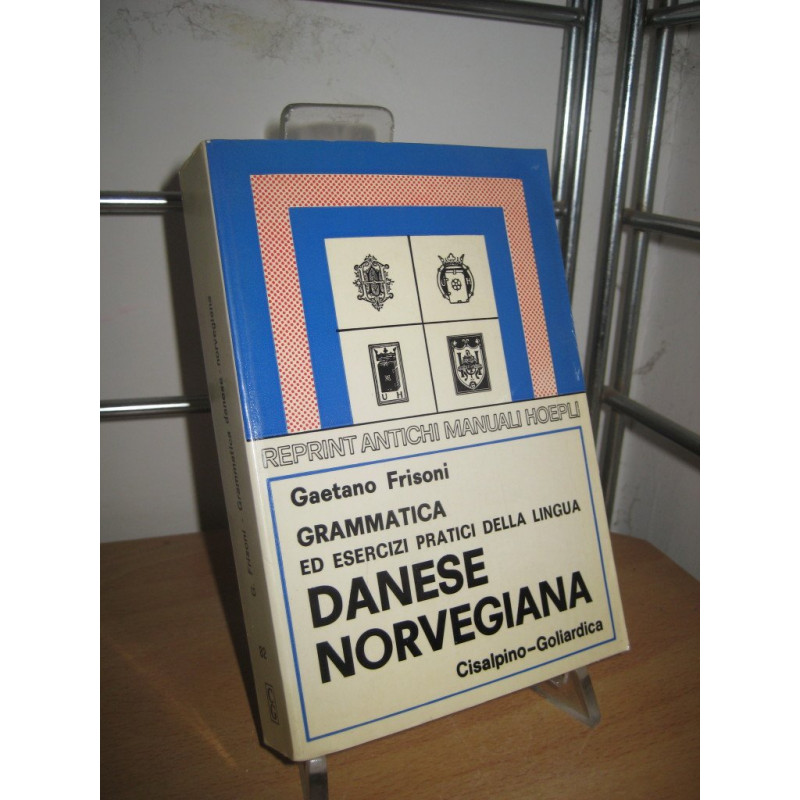 REPRINT ANTICHI MANUALI HOEPLI
Gaetano Frisoni
GRAMMATICA
ED ESERCIZI PRATICI DELLA LINGUA
DANESE
NORVEGIANA
Cisalpino-Goliardica
U H
G. Frisoni - Grammatica danese - norvegiana